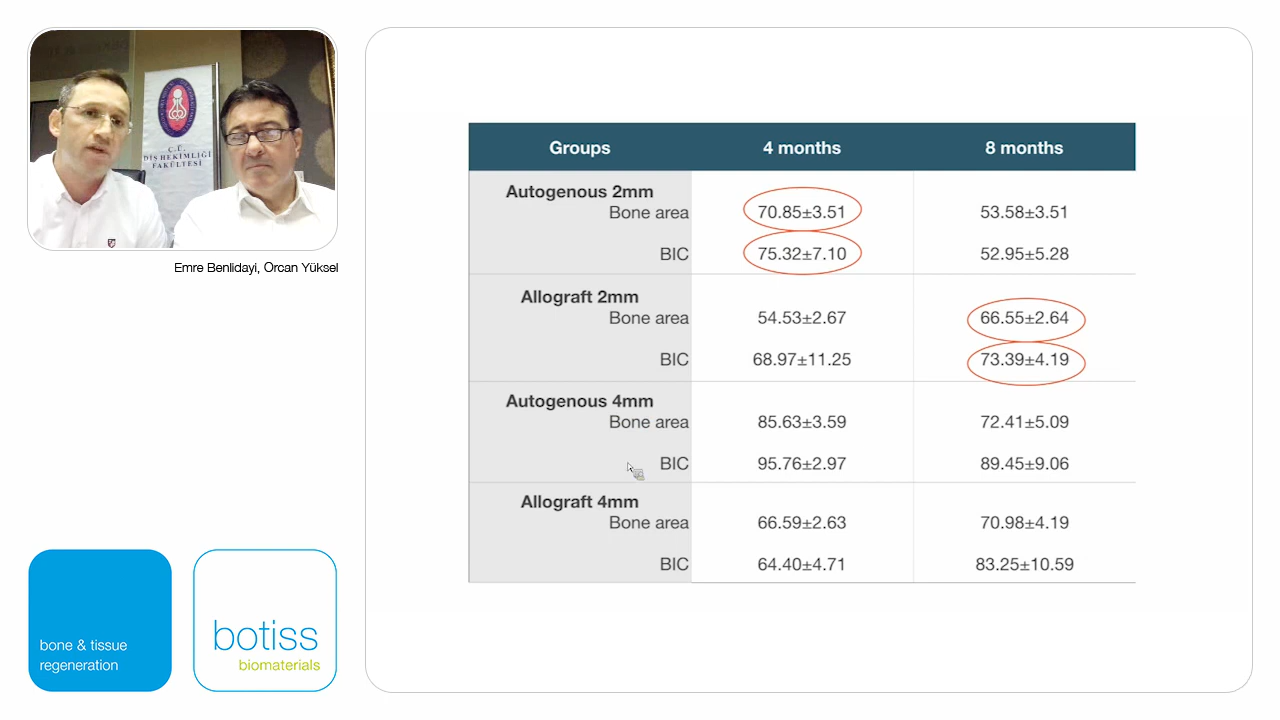 C.Ü.
DİŞ HEKİMLİĞİ
FAKÜLTESİ
Emre Benlidayi, Orcan Yüksel
bone & tissue
regeneration
botiss
biomaterials
Groups 4 months 8 months
Autogenous 2mm
Bone area 70.85±3.51 53.58±3.51
BIC 75.32±7.10 52.95±5.28
Allograft 2mm
Bone area 54.53±2.67 66.55±2.64
BIC 68.97±11.25 73.39±4.19
Autogenous 4mm
Bone area 85.63±3.59 72.41±5.09
BIC 95.76±2.97 89.45±9.06
Allograft 4mm
Bone area 66.59±2.63 70.98±4.19
BIC 64.40±4.71 83.25±10.59